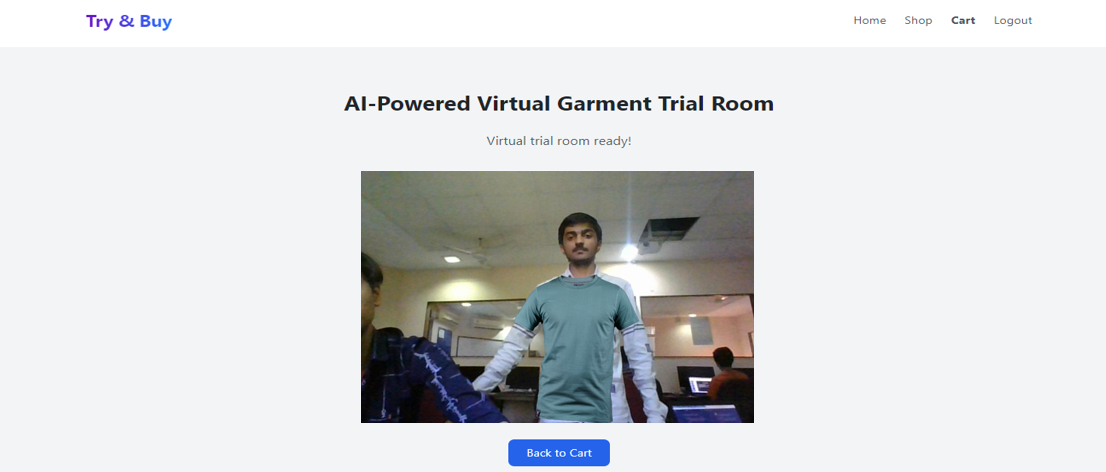 Try & Buy
Home Shop Cart Logout
AI-Powered Virtual Garment Trial Room
Virtual trial room ready!
Back to Cart